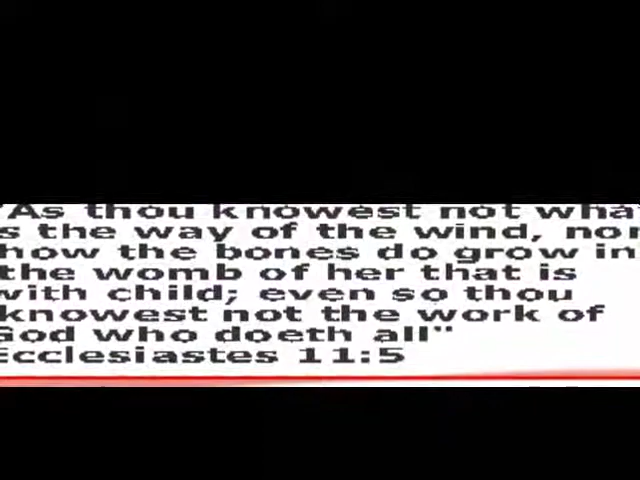 "As thou knowest not wha
s the way of the wind, nor
how the bones do grow in
the womb of her that is
with child; even so thou
knowest not the work of
God who doeth all"
Ecclesiastes 11:5